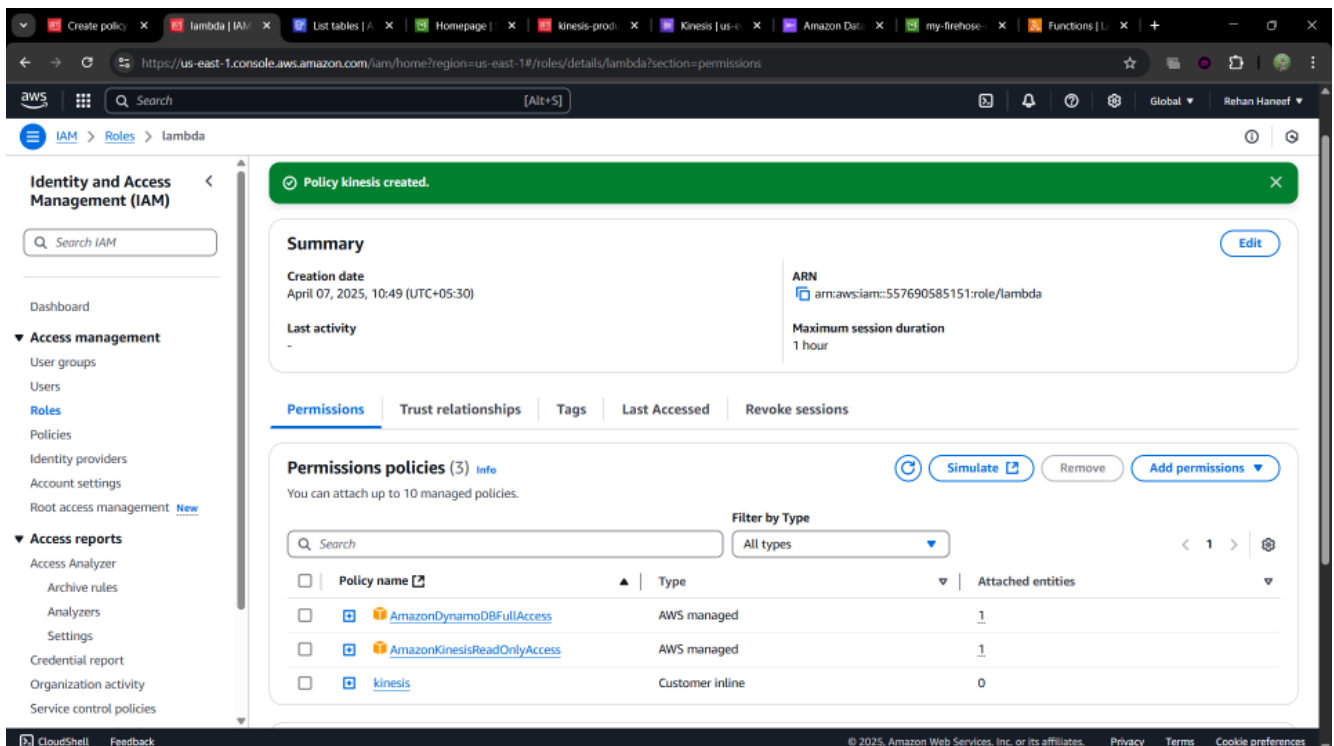 Create policy
lambda | IAM
List tables | A
Homepage |
kinesis-produ
Kinesis | us-e
Amazon Data
my-firehose-
Functions | L
https://us-east-1.console.aws.amazon.com/iam/home?region=us-east-1#/roles/details/lambda?section=permissions
aws
Search
[Alt+S]
Global
Rehan Haneef
IAM > Roles > lambda
Identity and Access
Management (IAM)
Search IAM
Dashboard
Access management
User groups
Users
Roles
Policies
Identity providers
Account settings
Root access management New
Access reports
Access Analyzer
Archive rules
Analyzers
Settings
Credential report
Organization activity
Service control policies
Policy kinesis created.
Summary
Edit
Creation date
April 07, 2025, 10:49 (UTC+05:30)
ARN
arn:aws:iam::557690585151:role/lambda
Last activity
-
Maximum session duration
1 hour
Permissions
Trust relationships
Tags
Last Accessed
Revoke sessions
Permissions policies (3) Info
Simulate
Remove
Add permissions
You can attach up to 10 managed policies.
Filter by Type
Search
All types
< 1 >
Policy name
Type
Attached entities
AmazonDynamoDBFullAccess
AWS managed
1
AmazonKinesisReadOnlyAccess
AWS managed
1
kinesis
Customer inline
0
CloudShell
Feedback
© 2025, Amazon Web Services, Inc. or its affiliates.
Privacy
Terms
Cookie preferences